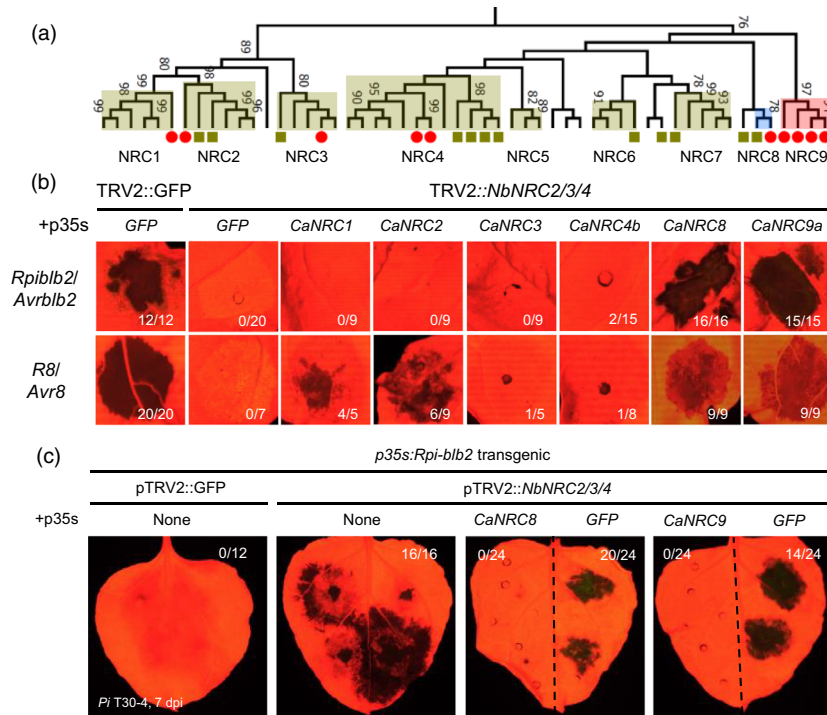 (a)
99 98 99 80 99 98 99 96 89 80 90 95 99 98 82 89 91 78 99 93 76 78 97
NRC1 NRC2 NRC3 NRC4 NRC5 NRC6 NRC7 NRC8 NRC9
(b)
TRV2::GFP TRV2::NbNRC2/3/4
+p35s GFP GFP CaNRC1 CaNRC2 CaNRC3 CaNRC4b CaNRC8 CaNRC9a
Rpiblb2/
Avrblb2
12/12 0/20 0/9 0/9 0/9 2/15 16/16 15/15
R8/
Avr8
20/20 0/7 4/5 6/9 1/5 1/8 9/9 9/9
(c)
p35s:Rpi-blb2 transgenic
pTRV2::GFP pTRV2::NbNRC2/3/4
+p35s None None CaNRC8 GFP CaNRC9 GFP
0/12 16/16 0/24 20/24 0/24 14/24
Pi T30-4, 7 dpi